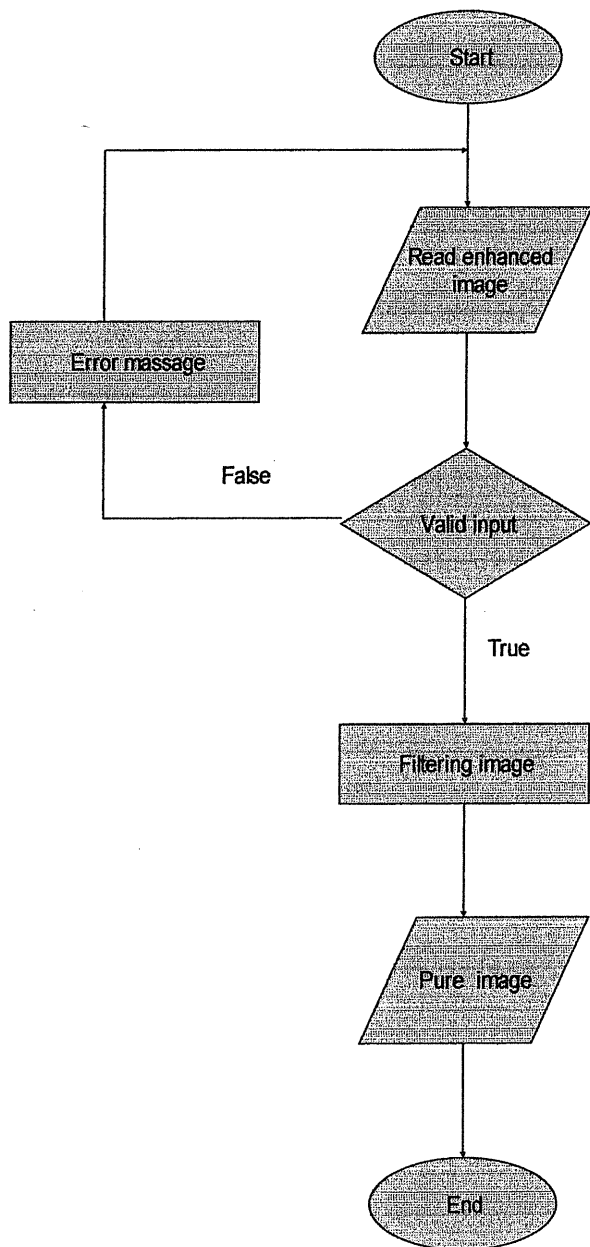 Start
Read enhanced
image
Error massage
False
Valid input
True
Filtering image
Pure image
End